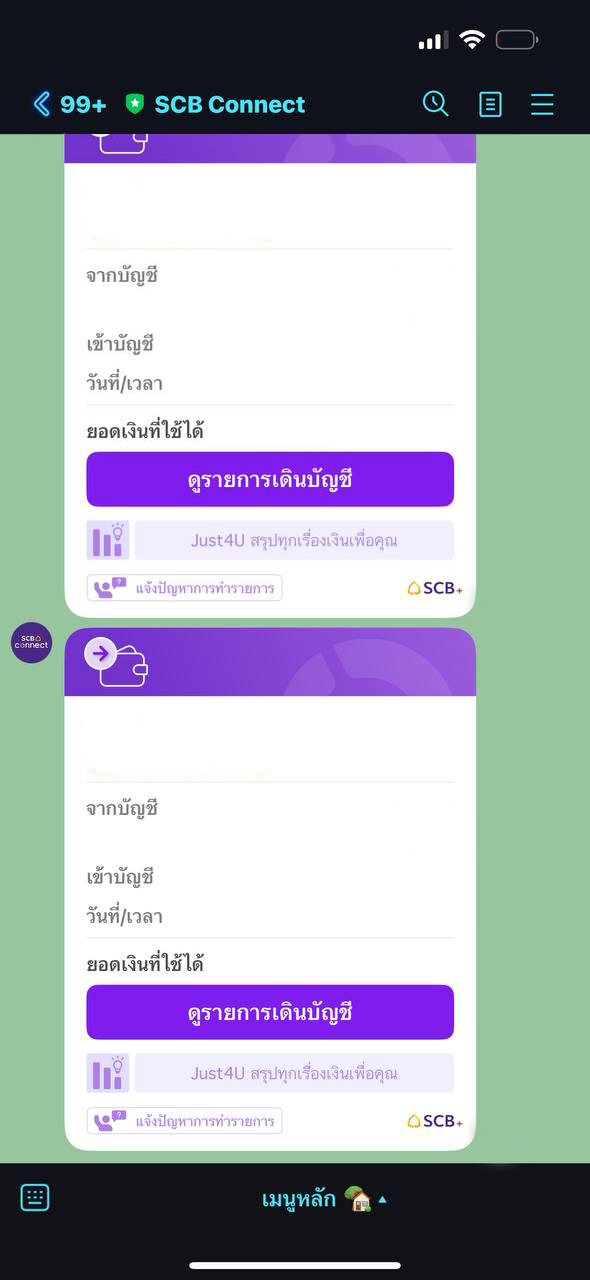 99+ SCB Connect
จากบัญชี
เข้าบัญชี
วันที่/เวลา
ยอดเงินที่ใช้ได้
ดูรายการเดินบัญชี
Just4U สรุปทุกเรื่องเงินเพื่อคุณ
แจ้งปัญหาการทำรายการ SCB+
SCB
connect
จากบัญชี
เข้าบัญชี
วันที่/เวลา
ยอดเงินที่ใช้ได้
ดูรายการเดินบัญชี
Just4U สรุปทุกเรื่องเงินเพื่อคุณ
แจ้งปัญหาการทำรายการ SCB+
เมนูหลัก